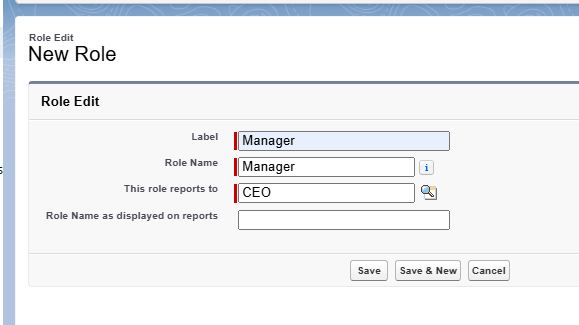 Role Edit
New Role
Role Edit
Label Manager
Role Name Manager i
This role reports to CEO
Role Name as displayed on reports
Save Save & New Cancel